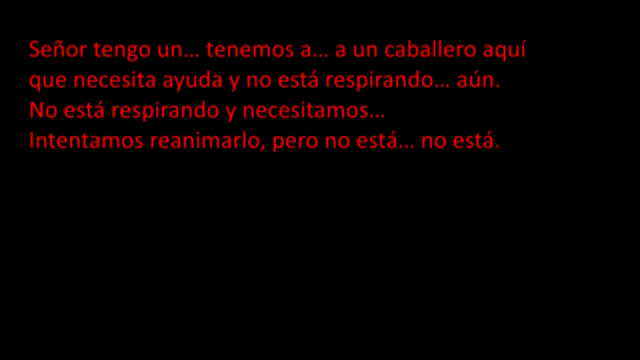 Señor tengo un... tenemos a... a un caballero aquí
que necesita ayuda y no está respirando... aún.
No está respirando y necesitamos...
Intentamos reanimarlo, pero no está... no está.